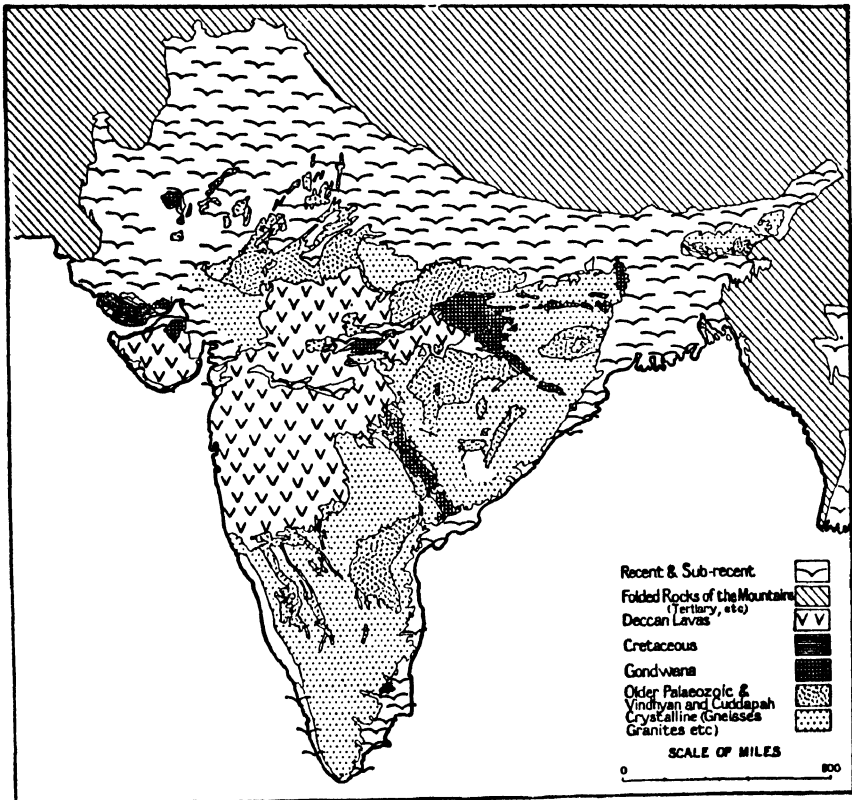 Recent & Sub-recent
Folded Rocks of the Mountains
(Tertiary, etc)
Deccan Lavas
Cretaceous
Gondwana
Older Palaeozoic &
Vindhyan and Cuddapah
Crystalline (Gneisses
Granites etc)
SCALE OF MILES
0 800